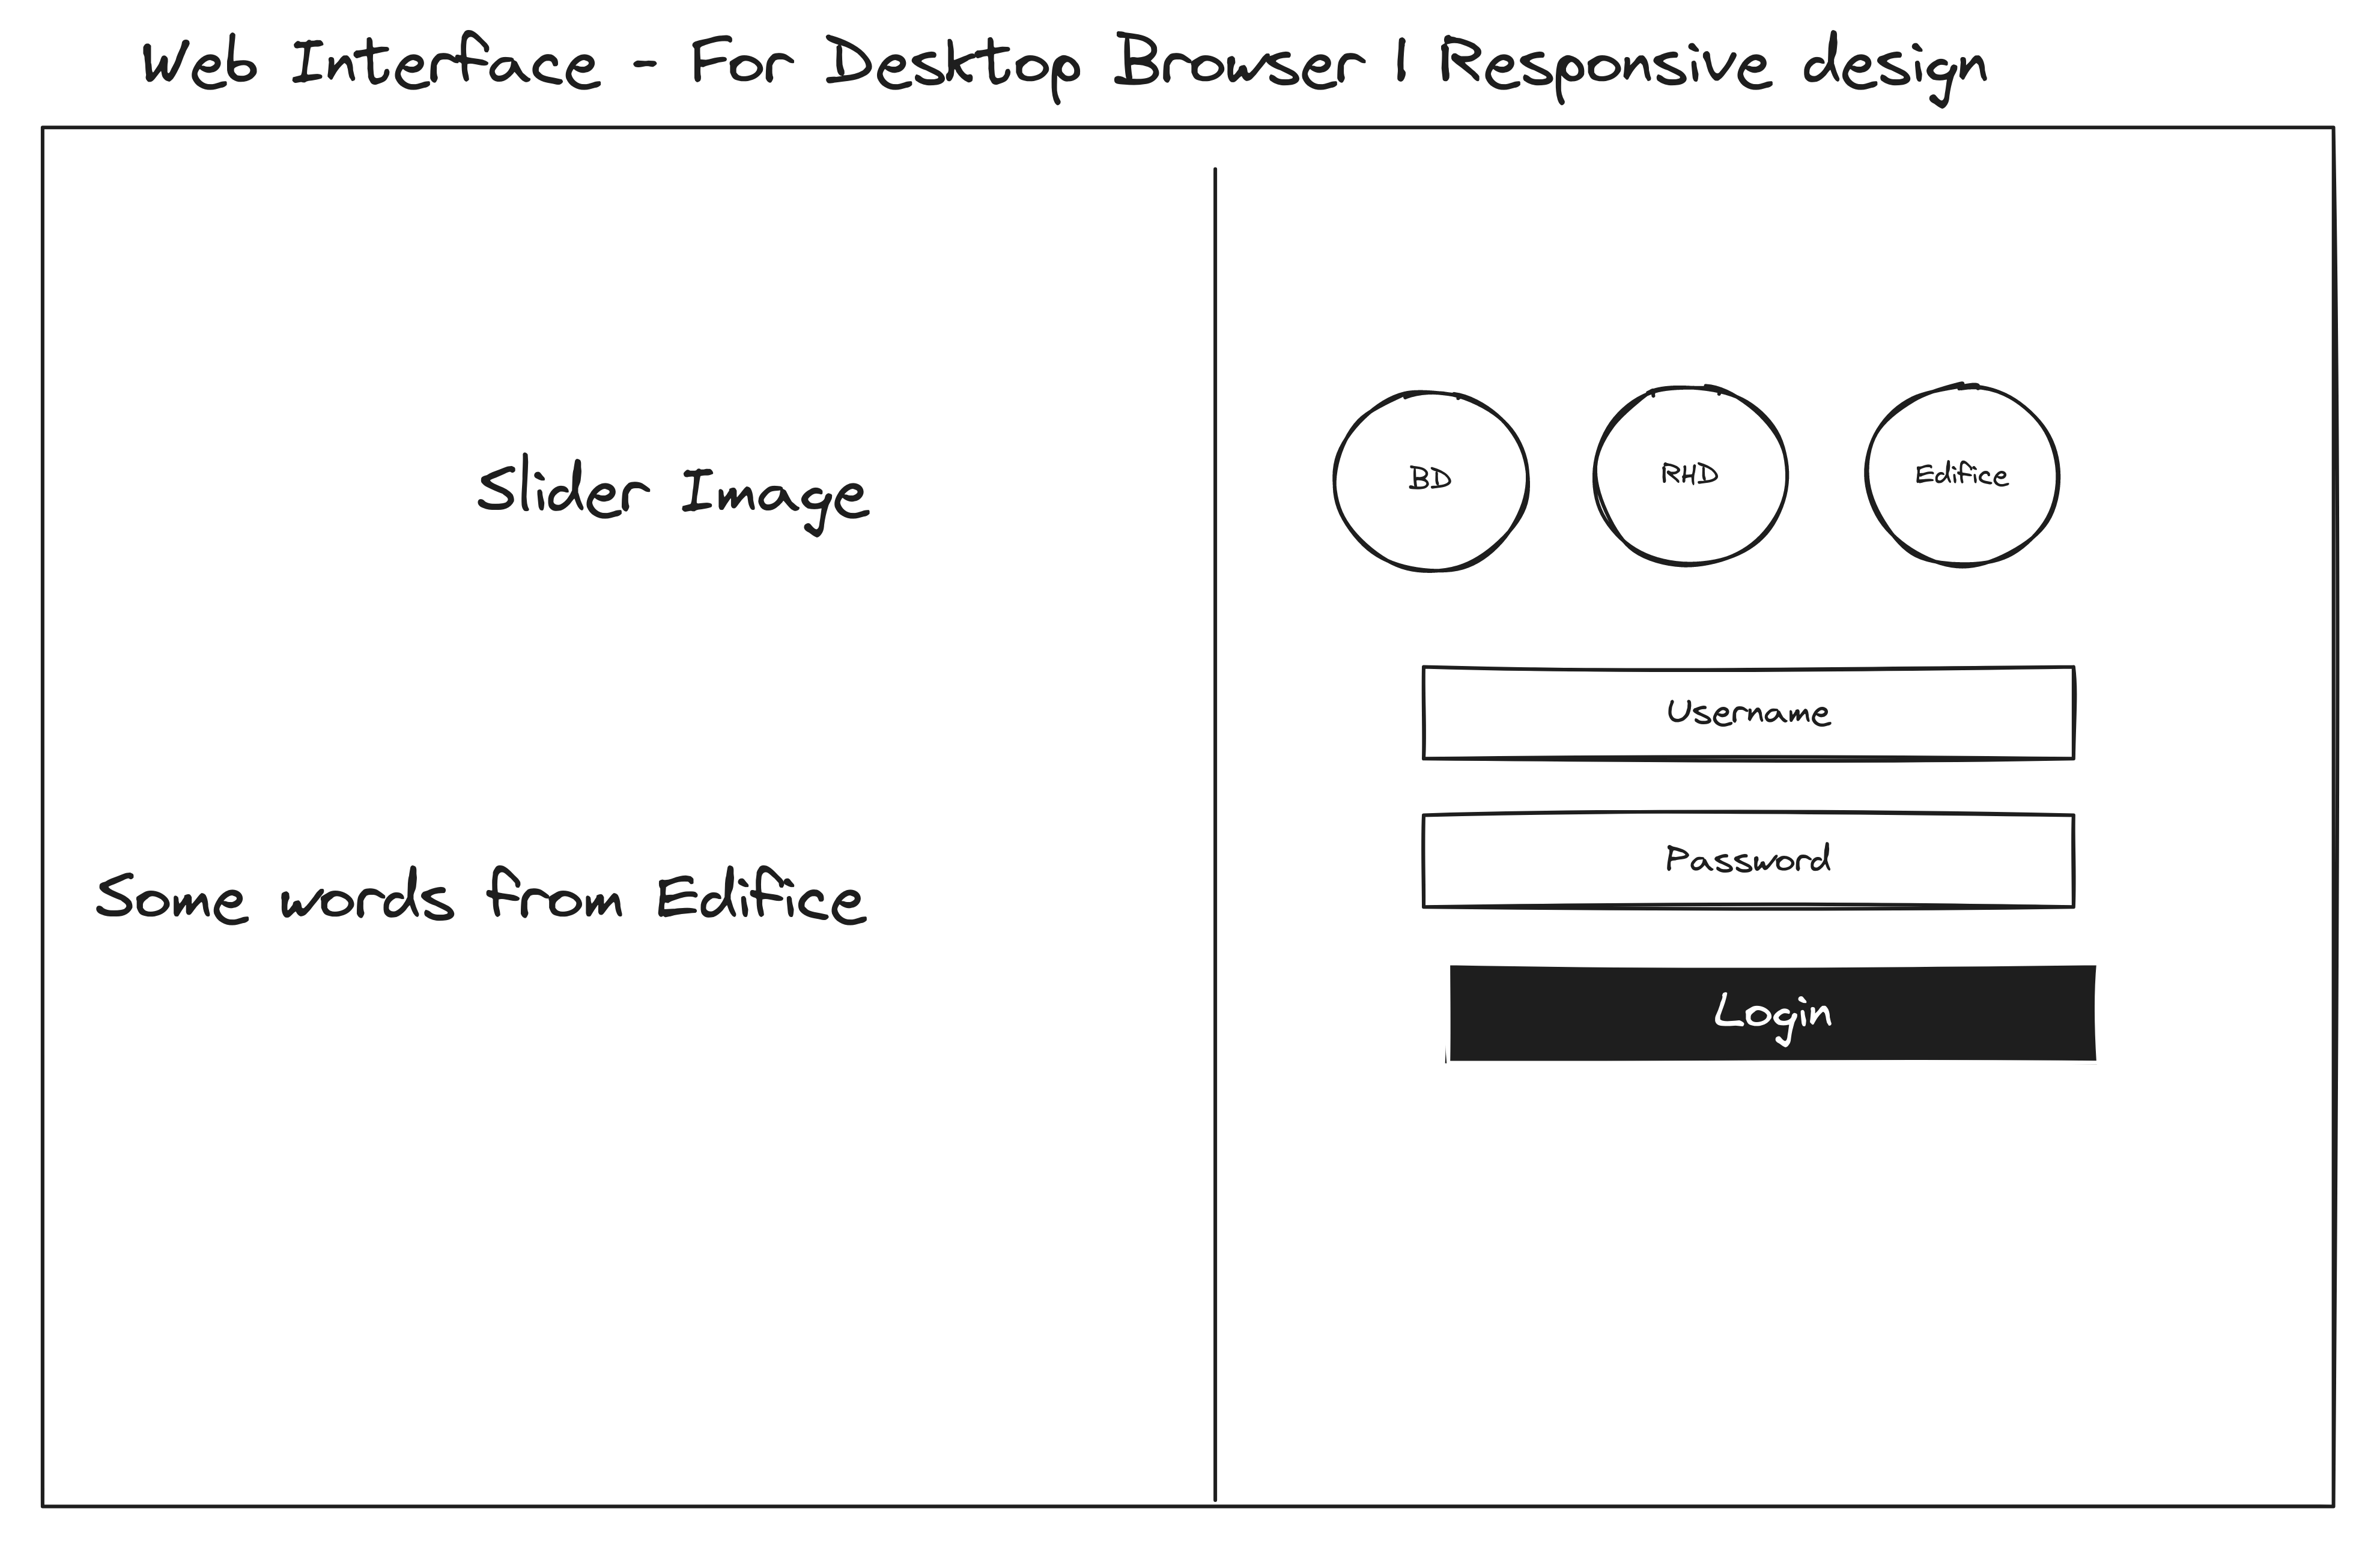 Web Interface - For Desktop Browser | Responsive design
Slider Image
Some words from Edifice
BD
RHD
Edifice
Username
Password
Login